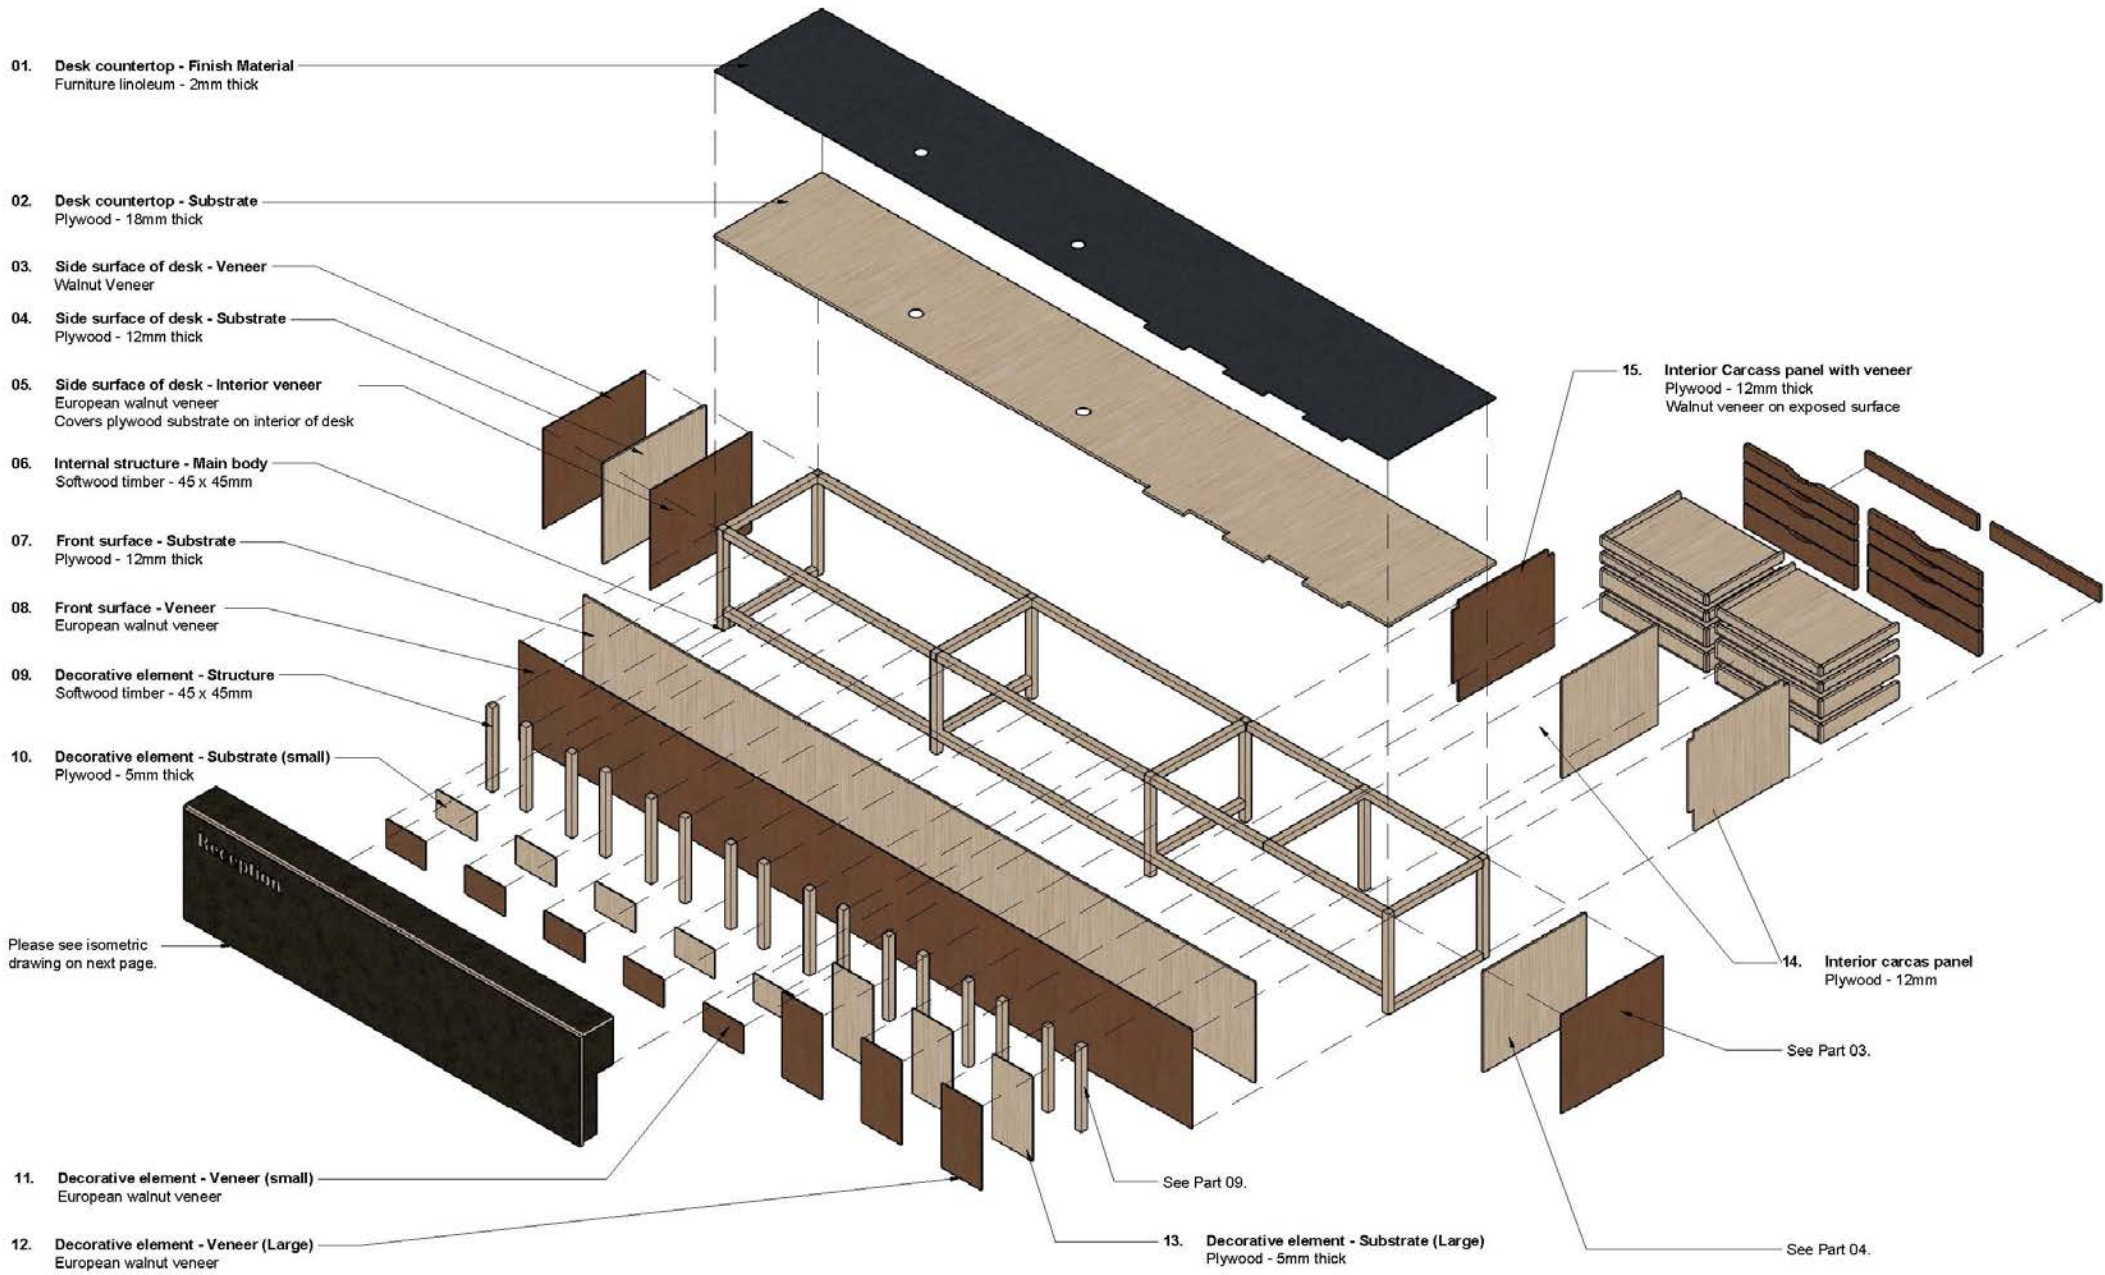 01. Desk countertop - Finish Material
Furniture linoleum - 2mm thick
02. Desk countertop - Substrate
Plywood - 18mm thick
03. Side surface of desk - Veneer
Walnut Veneer
04. Side surface of desk - Substrate
Plywood - 12mm thick
05. Side surface of desk - Interior veneer
European walnut veneer
Covers plywood substrate on interior of desk
06. Internal structure - Main body
Softwood timber - 45 x 45mm
07. Front surface - Substrate
Plywood - 12mm thick
08. Front surface - Veneer
European walnut veneer
09. Decorative element - Structure
Softwood timber - 45 x 45mm
10. Decorative element - Substrate (small)
Plywood - 5mm thick
Reception
Please see isometric
drawing on next page.
11. Decorative element - Veneer (small)
European walnut veneer
12. Decorative element - Veneer (Large)
European walnut veneer
See Part 09.
13. Decorative element - Substrate (Large)
Plywood - 5mm thick
15. Interior Carcass panel with veneer
Plywood - 12mm thick
Walnut veneer on exposed surface
14. Interior carcas panel
Plywood - 12mm
See Part 03.
See Part 04.